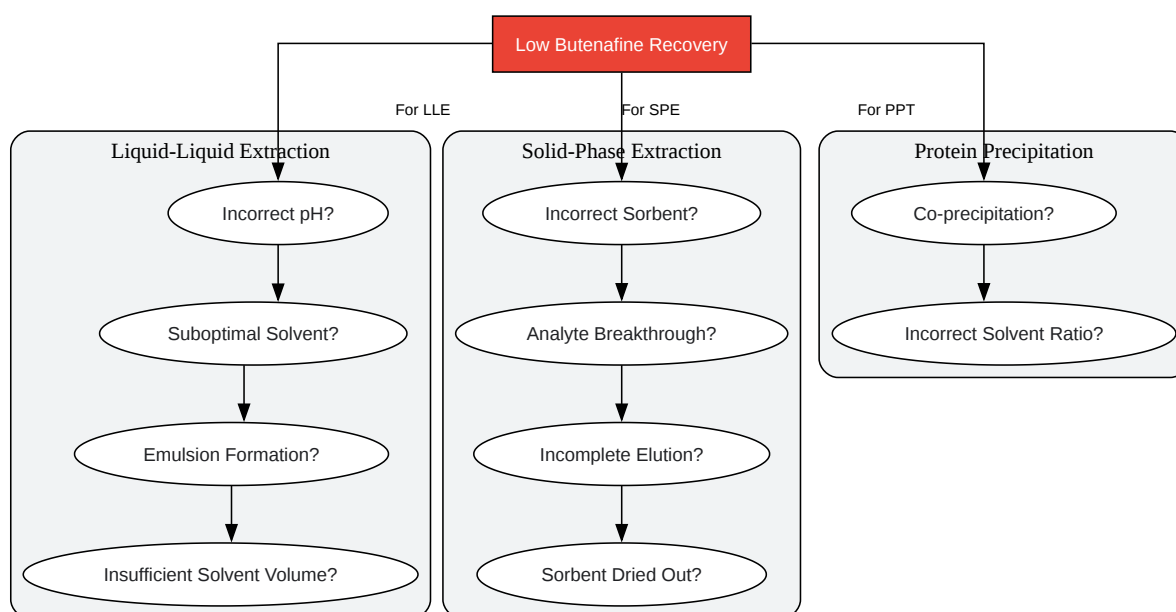 Low Butenafine Recovery
For LLE
For SPE
For PPT
Liquid-Liquid Extraction
Incorrect pH?
Suboptimal Solvent?
Emulsion Formation?
Insufficient Solvent Volume?
Solid-Phase Extraction
Incorrect Sorbent?
Analyte Breakthrough?
Incomplete Elution?
Sorbent Dried Out?
Protein Precipitation
Co-precipitation?
Incorrect Solvent Ratio?